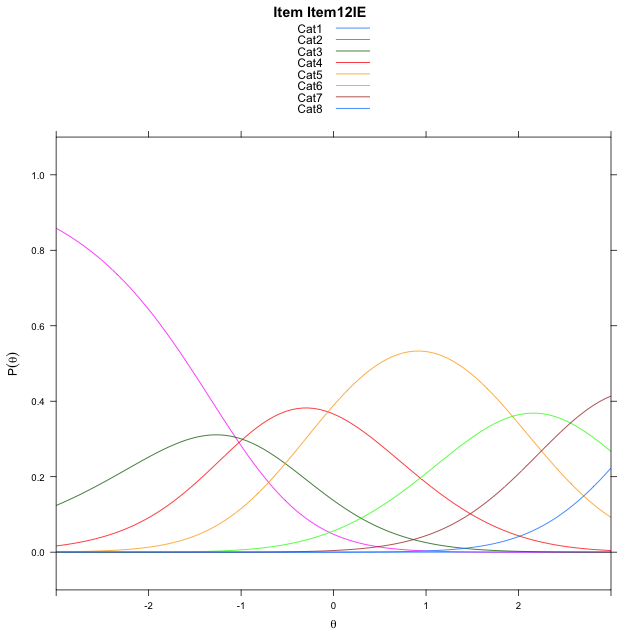 Item Item12IE
Cat1
Cat2
Cat3
Cat4
Cat5
Cat6
Cat7
Cat8
1.0
0.8
0.6
0.4
0.2
0.0
P(θ)
-2 -1 0 1 2
θ